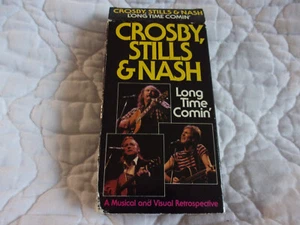 CROSBY, STILLS & NASH
LONG TIME COMIN'
CROSBY,
STILLS
& NASH
Long
Time
Comin'
A Musical and Visual Retrospective